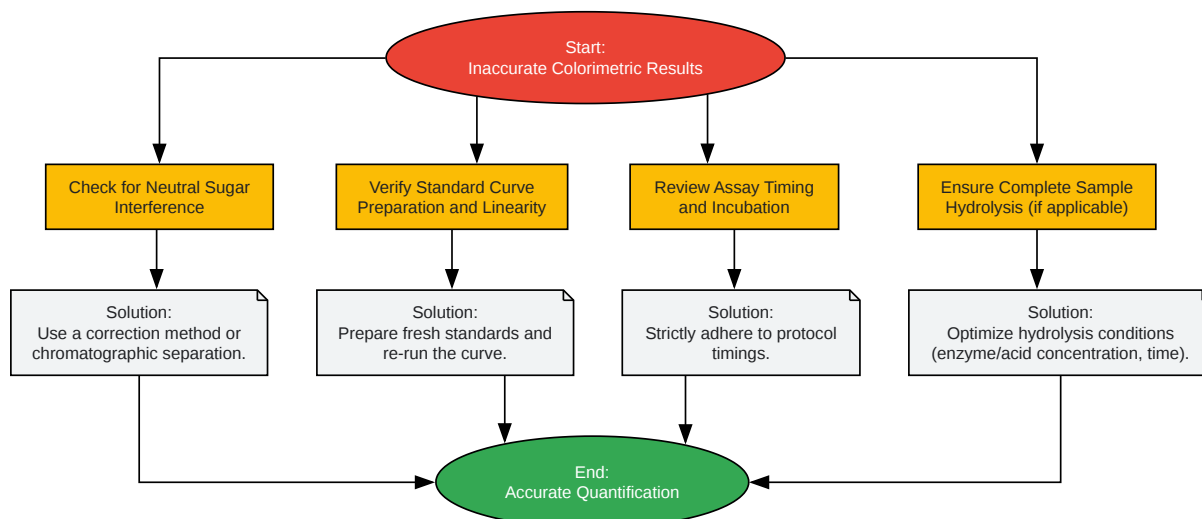 Start:
Inaccurate Colorimetric Results
Check for Neutral Sugar
Interference
Verify Standard Curve
Preparation and Linearity
Review Assay Timing
and Incubation
Ensure Complete Sample
Hydrolysis (if applicable)
Solution:
Use a correction method or
chromatographic separation.
Solution:
Prepare fresh standards and
re-run the curve.
Solution:
Strictly adhere to protocol
timings.
Solution:
Optimize hydrolysis conditions
(enzyme/acid concentration, time).
End:
Accurate Quantification